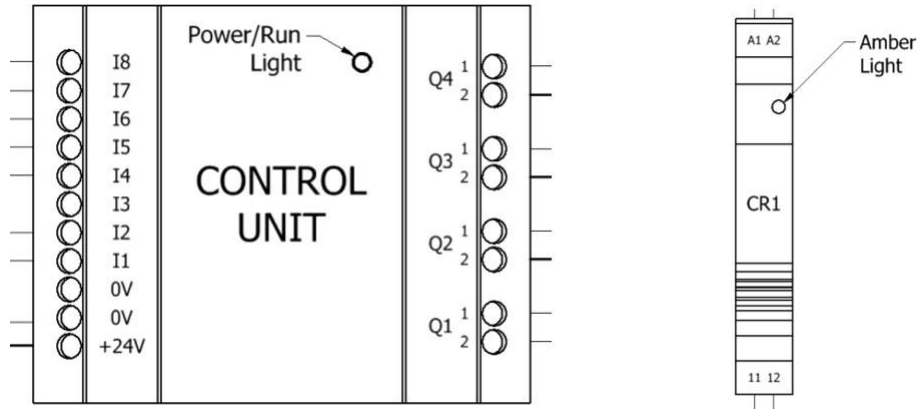 Power/Run
Light
I8
I7
I6
I5
I4
I3
I2
I1
0V
0V
+24V
CONTROL
UNIT
Q4 1
2
Q3 1
2
Q2 1
2
Q1 1
2
A1 A2
Amber
Light
CR1
11 12